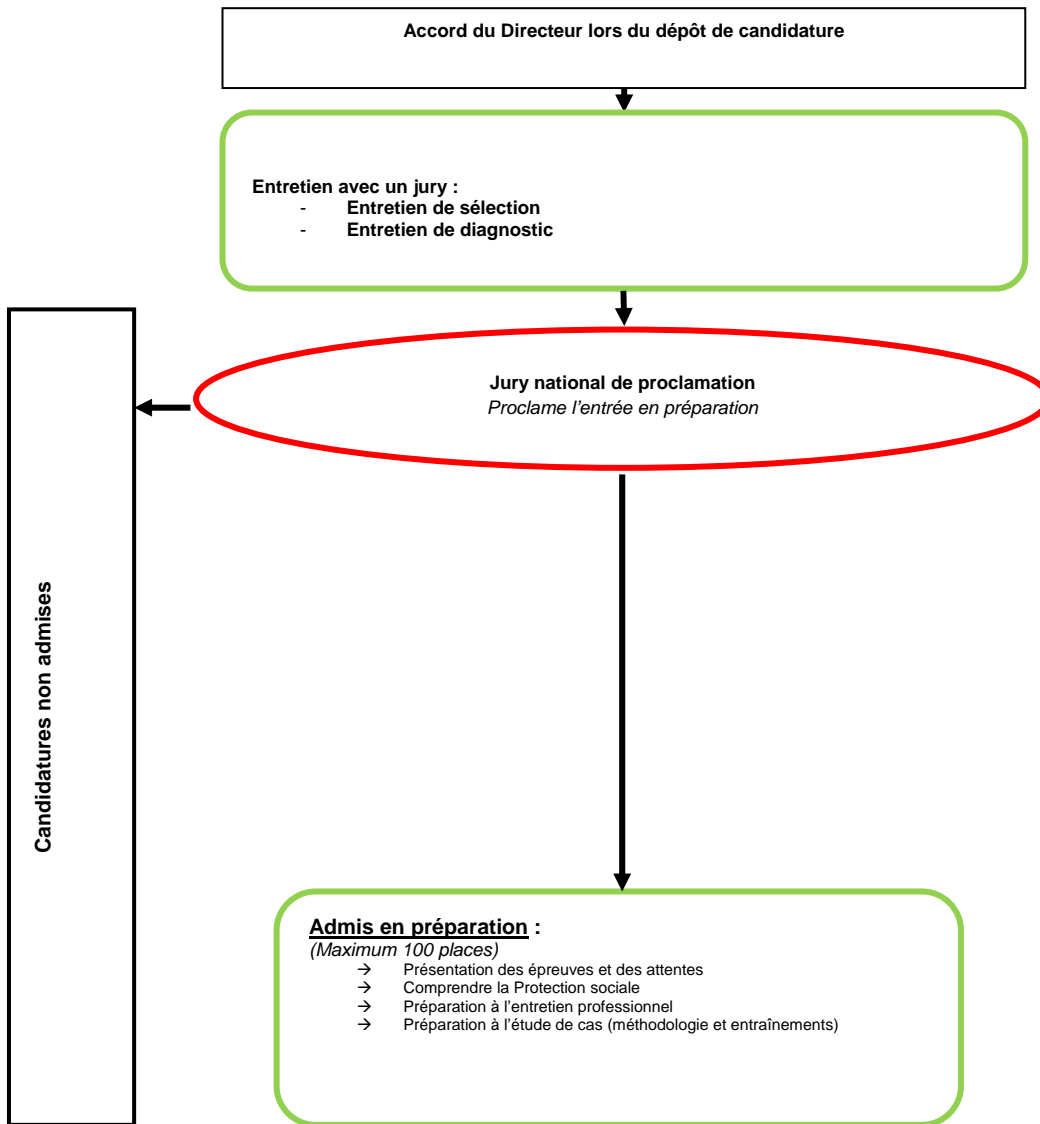 Accord du Directeur lors du dépôt de candidature
Entretien avec un jury :
- Entretien de sélection
- Entretien de diagnostic
Jury national de proclamation
Proclame l'entrée en préparation
Candidatures non admises
Admis en préparation :
(Maximum 100 places)
→ Présentation des épreuves et des attentes
→ Comprendre la Protection sociale
→ Préparation à l'entretien professionnel
→ Préparation à l'étude de cas (méthodologie et entraînements)